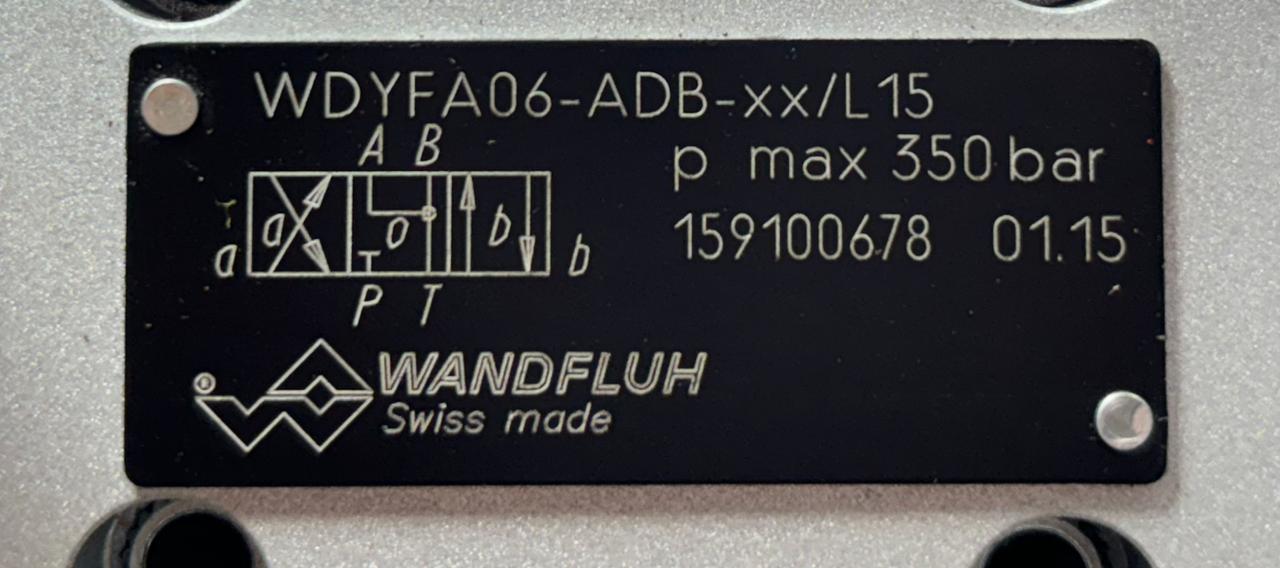 WDYFA06-ADB-xx/L15
p max 350 bar
159100678 01.15
A B
a a o b b
T
P T
®
WANDFLUH
Swiss made